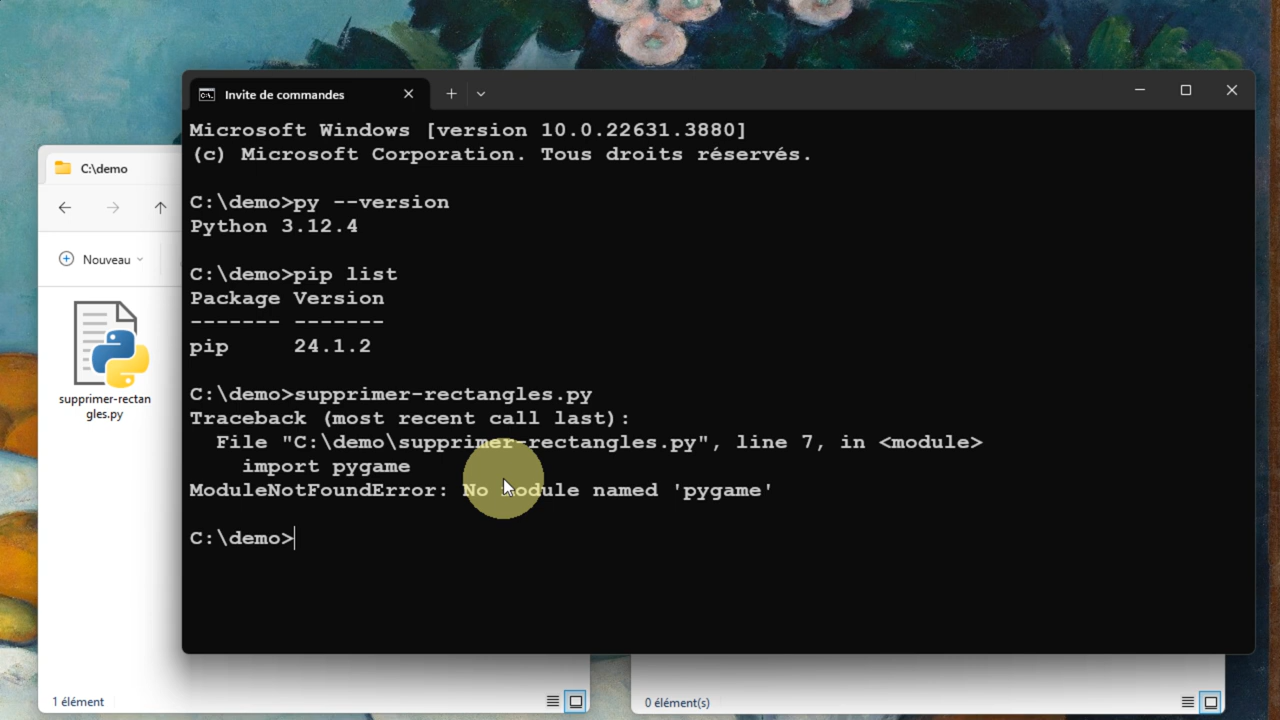 Invite de commandes
Microsoft Windows [version 10.0.22631.3880]
(c) Microsoft Corporation. Tous droits réservés.
C:\demo>py --version
Python 3.12.4
C:\demo>pip list
Package Version
------- -------
pip     24.1.2
C:\demo>supprimer-rectangles.py
Traceback (most recent call last):
  File "C:\demo\supprimer-rectangles.py", line 7, in <module>
    import pygame
ModuleNotFoundError: No module named 'pygame'
C:\demo>
C:\demo
Nouveau
supprimer-rectan
gles.py
1 élément
0 élément(s)